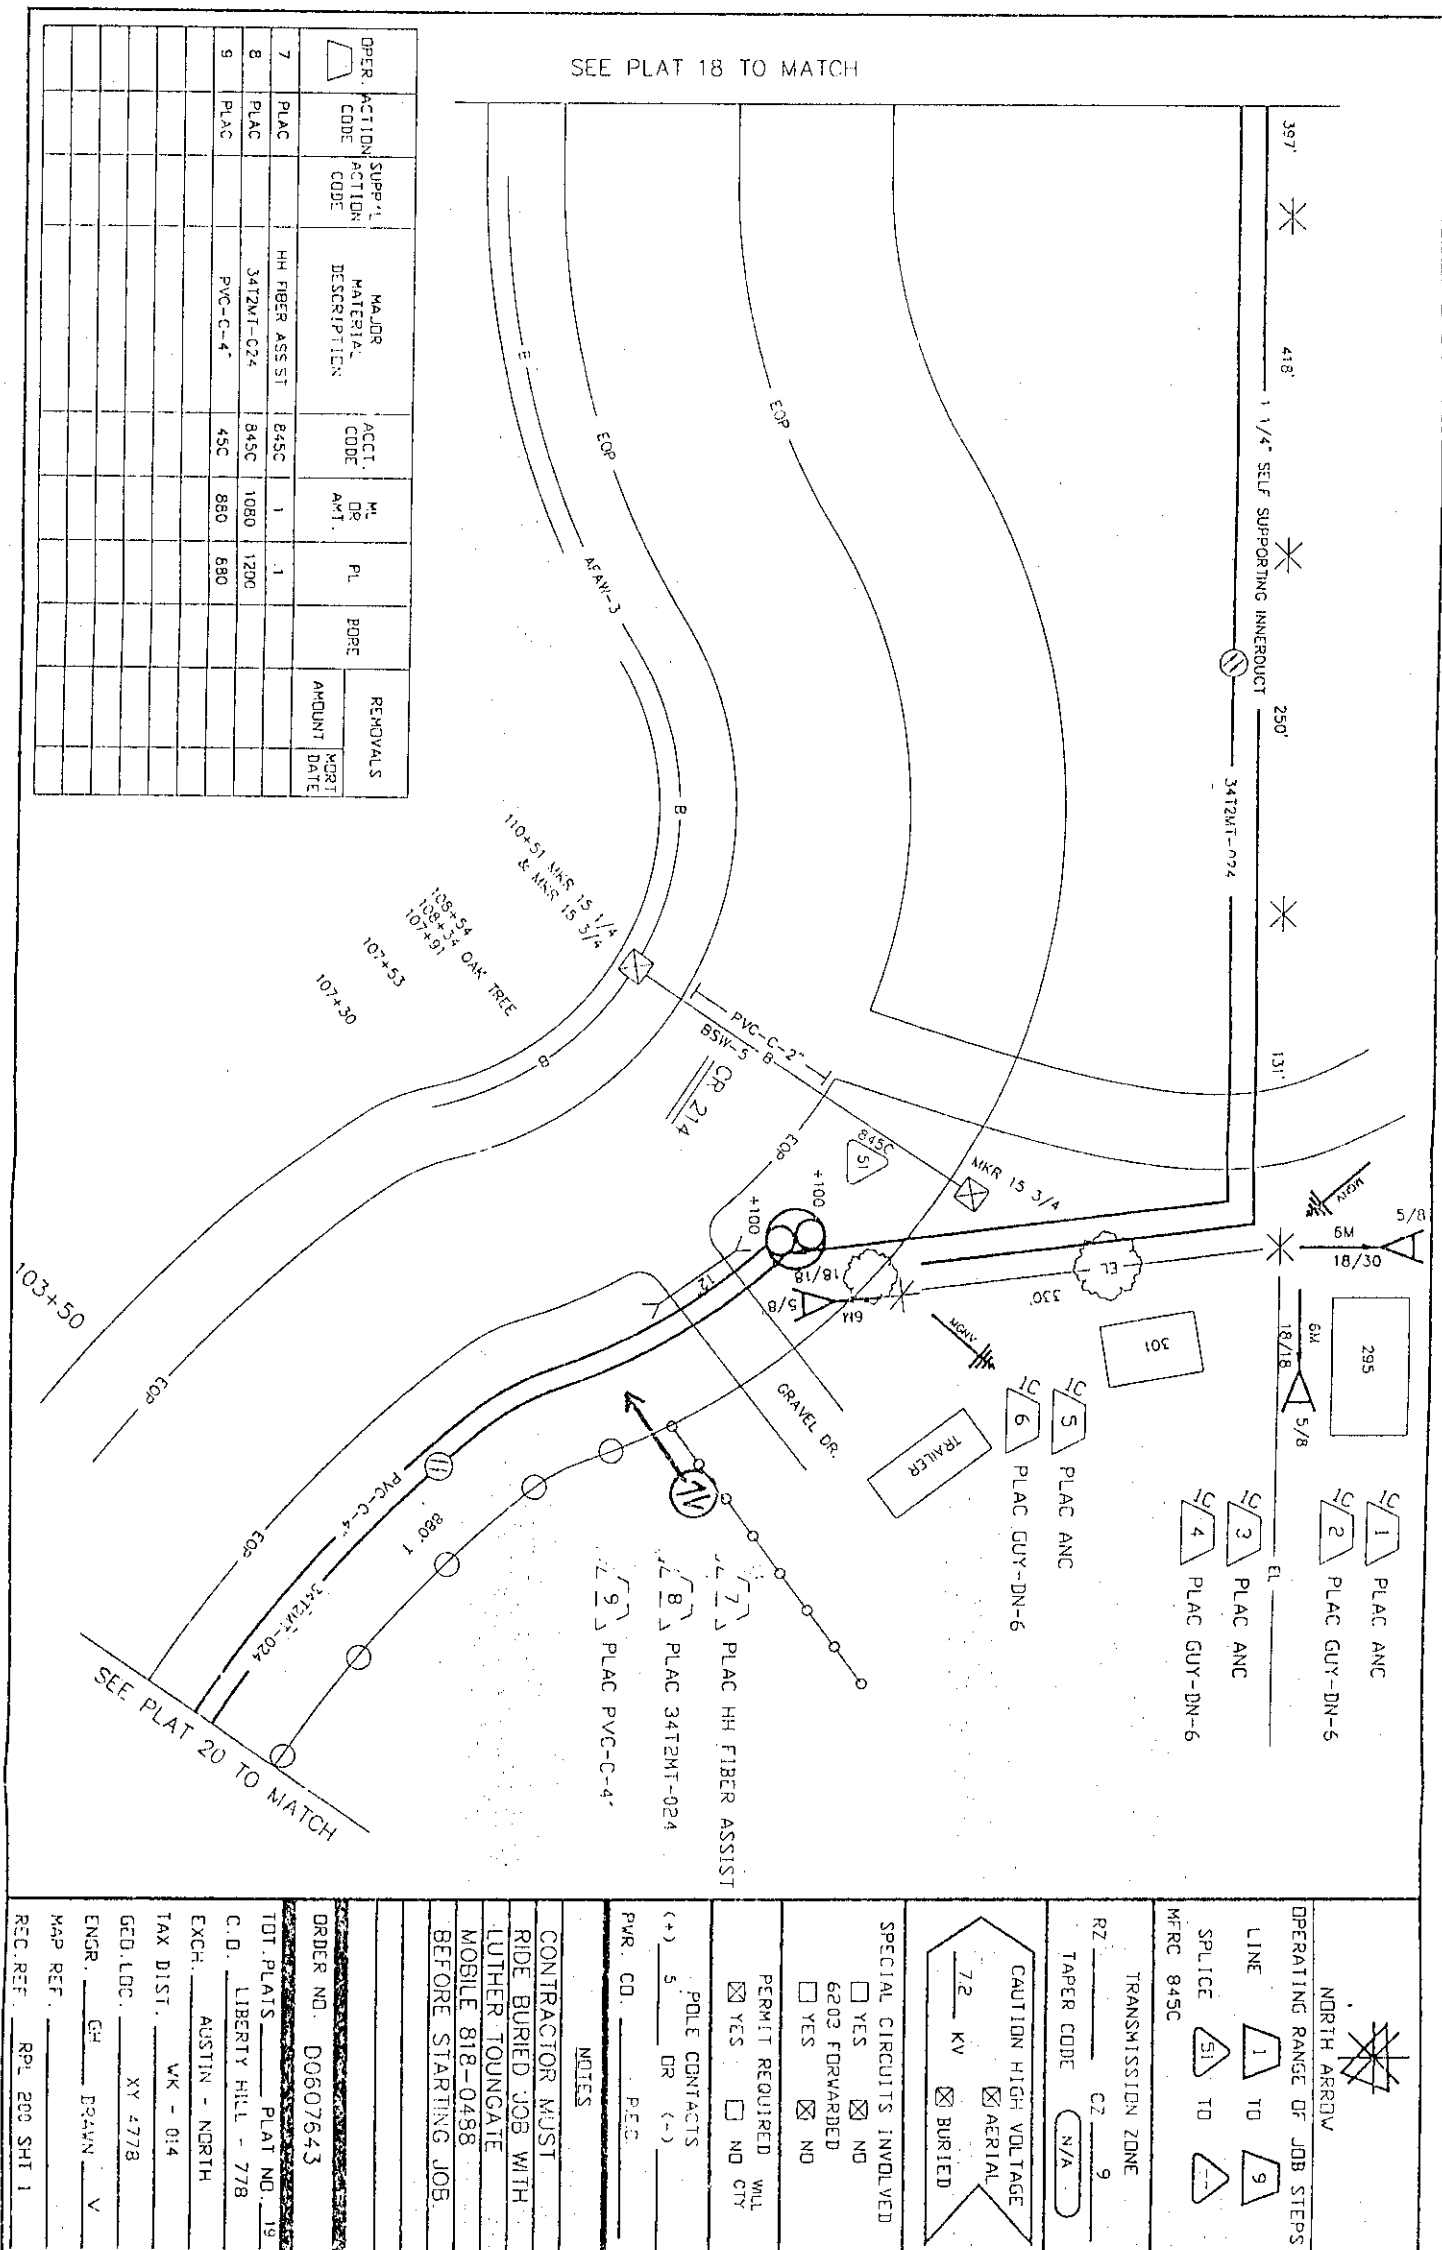 SEE PLAT 18 TO MATCH
397'
418'
250'
131'
1 1/4" SELF SUPPORTING INNERDUCT
34T2MT-024
EOP
EOP
B
AFAW-3
B
B
110+51 MKR 15 1/4
& MKR 15 3/4
108+54
108+34 OAK TREE
107+91
107+53
107+30
103+50
PVC-C-2"
BSW-5 B
CR 214
EOP
845C
51
MKR 15 3/4
+100
+100
12'
18/18
5/8
6M
330'
EL
MGNV
MGNV
5/8
6M
18/30
6M
18/18
5/8
295
301
TRAILER
GRAVEL DR.
EL
1C 1 PLAC ANC
1C 2 PLAC GUY-DN-6
1C 3 PLAC ANC
1C 4 PLAC GUY-DN-6
1C 5 PLAC ANC
1C 6 PLAC GUY-DN-6
7 PLAC HH FIBER ASSIST
8 PLAC 34T2MT-024
9 PLAC PVC-C-4"
N
EOP
EOP
PVC-C-4"
880' T
34T2MT-024
SEE PLAT 20 TO MATCH
OPER. ACTION CODE SUPP'L ACTION CODE MAJOR MATERIAL DESCRIPTION ACCT. CODE ML OR AMT. PL BORE REMOVALS AMOUNT MORT DATE
7 PLAC HH FIBER ASSIST 845C 1 1
8 PLAC 34T2MT-024 845C 1080 1200
9 PLAC PVC-C-4" 45C 880 880
NORTH ARROW
OPERATING RANGE OF JOB STEPS
LINE 1 TO 9
SPLICE 51 TO --
MFRC 845C
TRANSMISSION ZONE
RZ CZ 9
TAPER CODE N/A
CAUTION HIGH VOLTAGE
7.2 KV ☒ AERIAL
☒ BURIED
SPECIAL CIRCUITS INVOLVED
☐ YES ☒ NO
6203 FORWARDED
☐ YES ☒ NO
PERMIT REQUIRED WILL
☒ YES ☐ NO CTY
POLE CONTACTS
(+) 5 OR (-)
PWR. CO. P.E.C.
NOTES
CONTRACTOR MUST
RIDE BURIED JOB WITH
LUTHER TOUNGATE
MOBILE 818-0488
BEFORE STARTING JOB
ORDER NO. D0607643
TOT.PLATS PLAT NO. 19
C.O. LIBERTY HILL - 778
EXCH. AUSTIN - NORTH
TAX DIST. WK - 014
GEO.LOC. XY 4778
ENGR. GH DRAWN V
MAP REF.
REC.REF. RPL 200 SHT 1